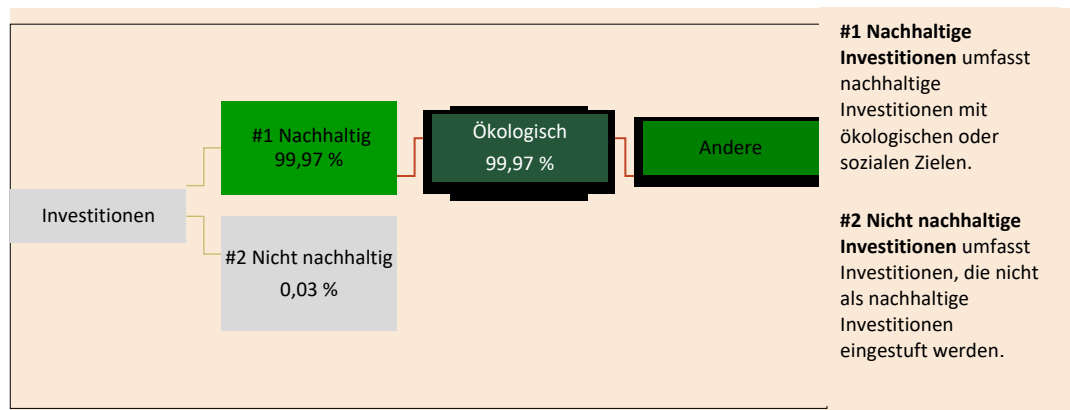 Investitionen
#1 Nachhaltig
99,97 %
#2 Nicht nachhaltig
0,03 %
Ökologisch
99,97 %
Andere
#1 Nachhaltige
Investitionen umfasst
nachhaltige
Investitionen mit
ökologischen oder
sozialen Zielen.
#2 Nicht nachhaltige
Investitionen umfasst
Investitionen, die nicht
als nachhaltige
Investitionen
eingestuft werden.